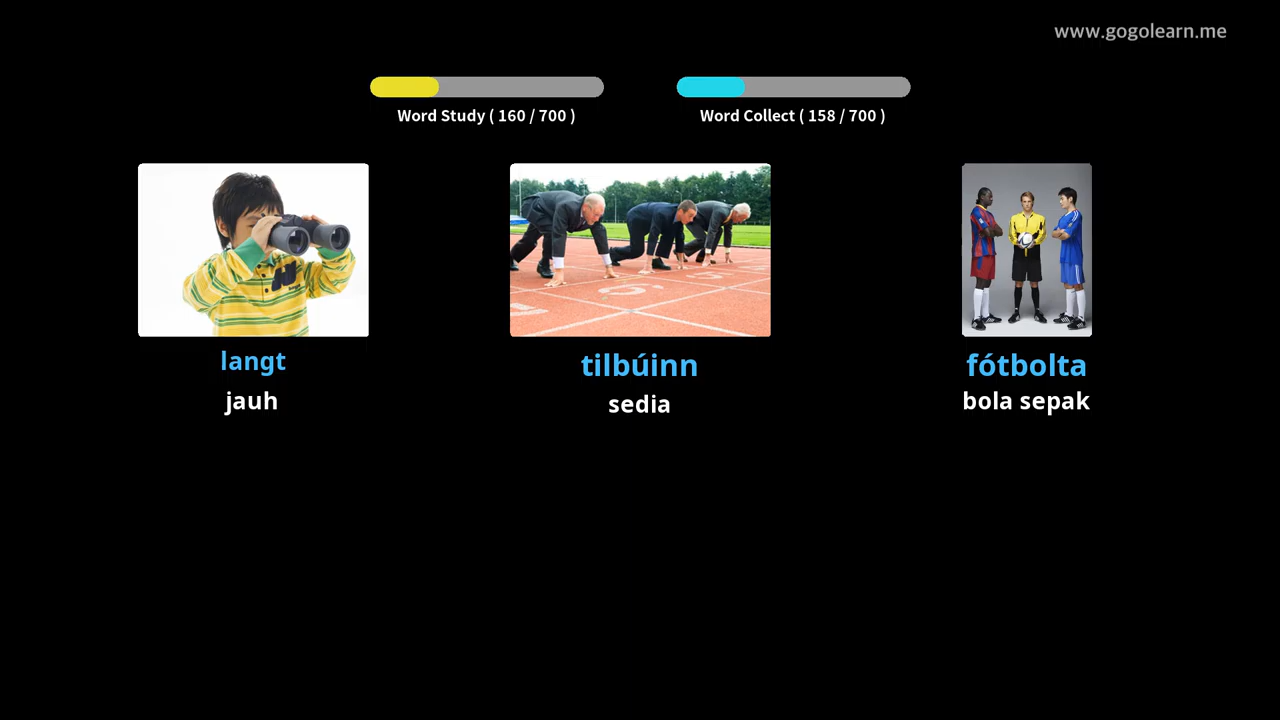 www.gogolearn.me
Word Study ( 160 / 700 )
Word Collect ( 158 / 700 )
langt
tilbúinn
fótbolta
jauh
sedia
bola sepak